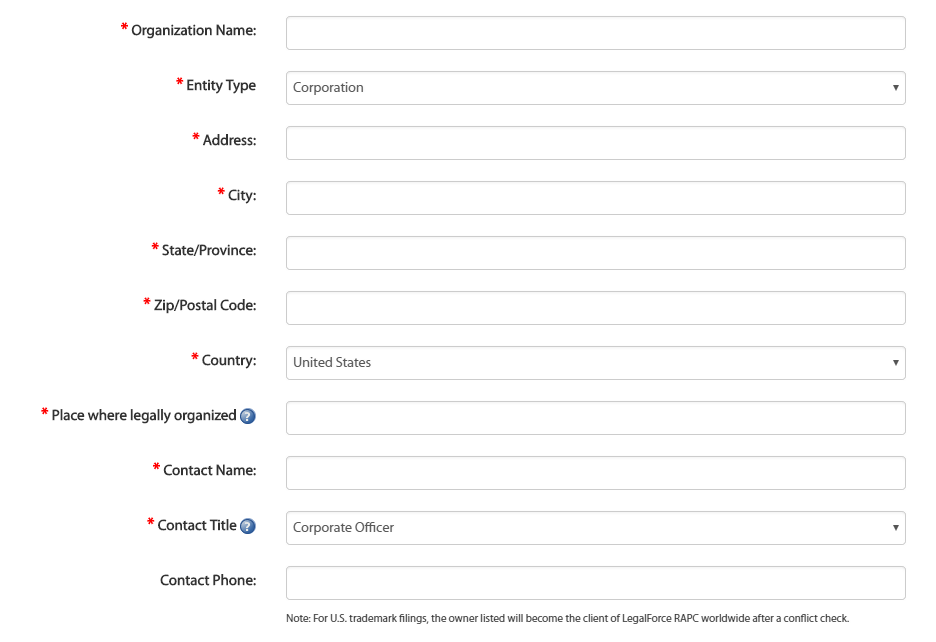 * Organization Name:
* Entity Type Corporation
* Address:
* City:
* State/Province:
* Zip/Postal Code:
* Country: United States
* Place where legally organized ?
* Contact Name:
* Contact Title ? Corporate Officer
Contact Phone:
Note: For U.S. trademark filings, the owner listed will become the client of LegalForce RAPC worldwide after a conflict check.